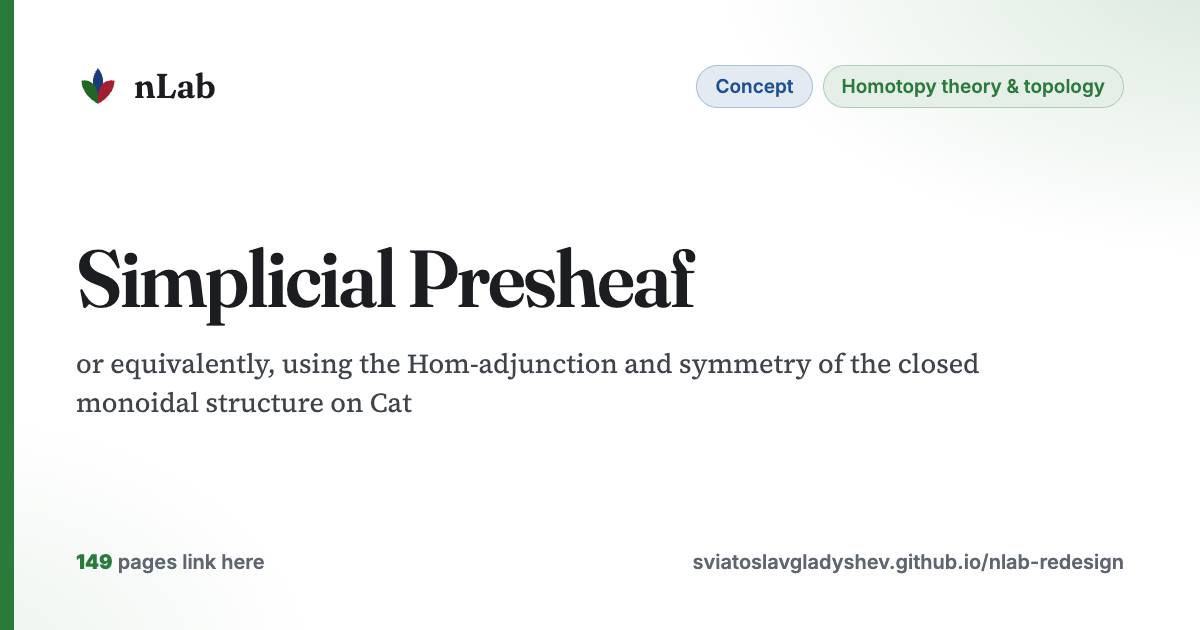 nLab
Concept
Homotopy theory & topology
Simplicial Presheaf
or equivalently, using the Hom-adjunction and symmetry of the closed
monoidal structure on Cat
149 pages link here
sviatoslavgladyshev.github.io/nlab-redesign